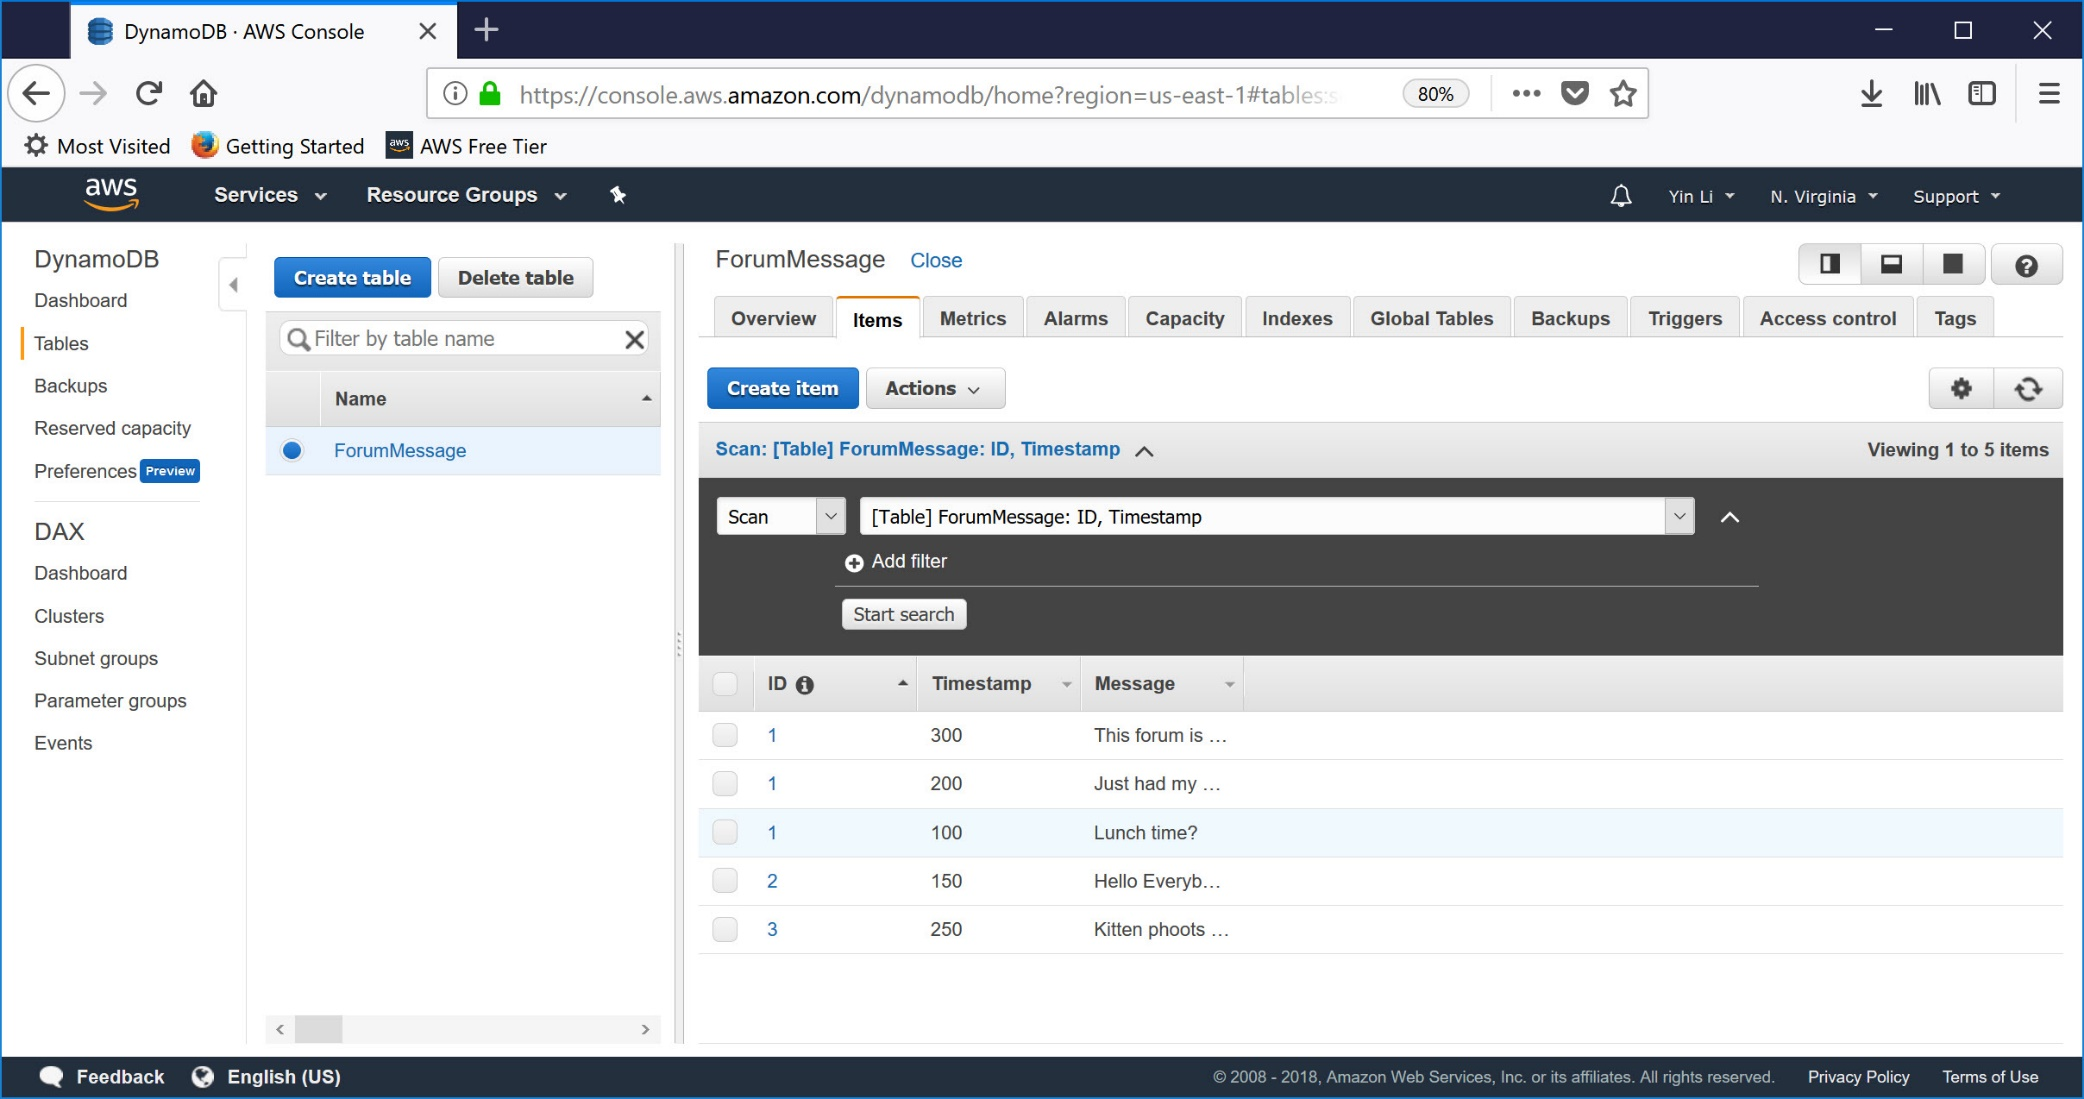 DynamoDB · AWS Console
https://console.aws.amazon.com/dynamodb/home?region=us-east-1#tables:s
80%
Most Visited Getting Started aws AWS Free Tier
aws Services Resource Groups Yin Li N. Virginia Support
DynamoDB
Dashboard
Tables
Backups
Reserved capacity
Preferences Preview
DAX
Dashboard
Clusters
Subnet groups
Parameter groups
Events
Create table Delete table
Filter by table name
Name
ForumMessage
ForumMessage Close
Overview Items Metrics Alarms Capacity Indexes Global Tables Backups Triggers Access control Tags
Create item Actions
Scan: [Table] ForumMessage: ID, Timestamp Viewing 1 to 5 items
Scan [Table] ForumMessage: ID, Timestamp
Add filter
Start search
ID Timestamp Message
1 300 This forum is …
1 200 Just had my …
1 100 Lunch time?
2 150 Hello Everyb…
3 250 Kitten phoots …
Feedback English (US) © 2008 - 2018, Amazon Web Services, Inc. or its affiliates. All rights reserved. Privacy Policy Terms of Use